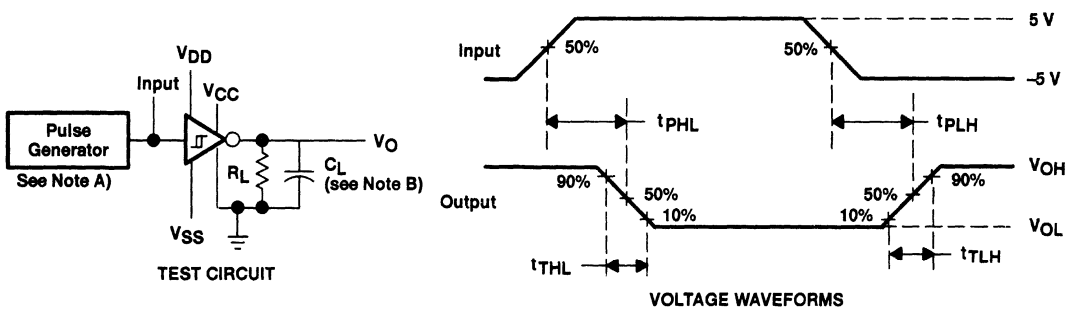 VDD
Input
VCC
Pulse
Generator
See Note A)
VO
RL
CL
(see Note B)
VSS
TEST CIRCUIT
5 V
Input
50%
50%
–5 V
tPHL
tPLH
VOH
90%
50%
10%
Output
50%
90%
10%
VOL
tTHL
tTLH
VOLTAGE WAVEFORMS